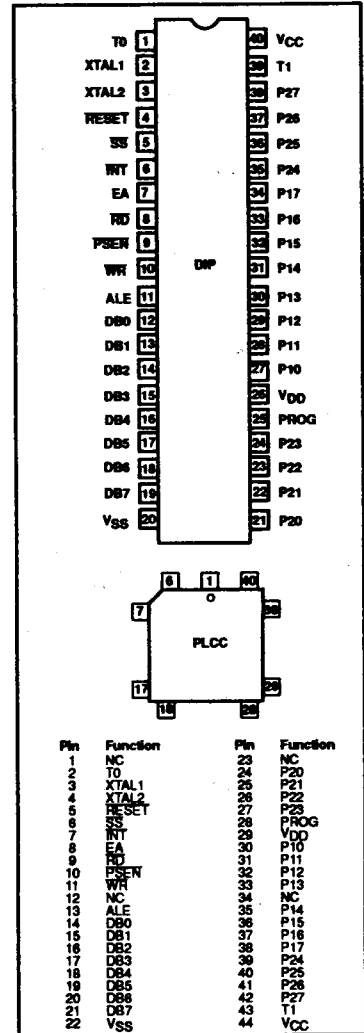 T0 1 40 VCC
XTAL1 2 39 T1
XTAL2 3 38 P27
RESET 4 37 P26
SS 5 36 P25
INT 6 35 P24
EA 7 34 P17
RD 8 33 P16
PSEN 9 32 P15
WR 10 DIP 31 P14
ALE 11 30 P13
DB0 12 29 P12
DB1 13 28 P11
DB2 14 27 P10
DB3 15 26 VDD
DB4 16 25 PROG
DB5 17 24 P23
DB6 18 23 P22
DB7 19 22 P21
VSS 20 21 P20
6 1 40
7 39
PLCC
17 29
18 28
Pin Function Pin Function
1 NC 23 NC
2 T0 24 P20
3 XTAL1 25 P21
4 XTAL2 26 P22
5 RESET 27 P23
6 SS 28 PROG
7 INT 29 VDD
8 EA 30 P10
9 RD 31 P11
10 PSEN 32 P12
11 WR 33 P13
12 NC 34 NC
13 ALE 35 P14
14 DB0 36 P15
15 DB1 37 P16
16 DB2 38 P17
17 DB3 39 P24
18 DB4 40 P25
19 DB5 41 P26
20 DB6 42 P27
21 DB7 43 T1
22 VSS 44 VCC